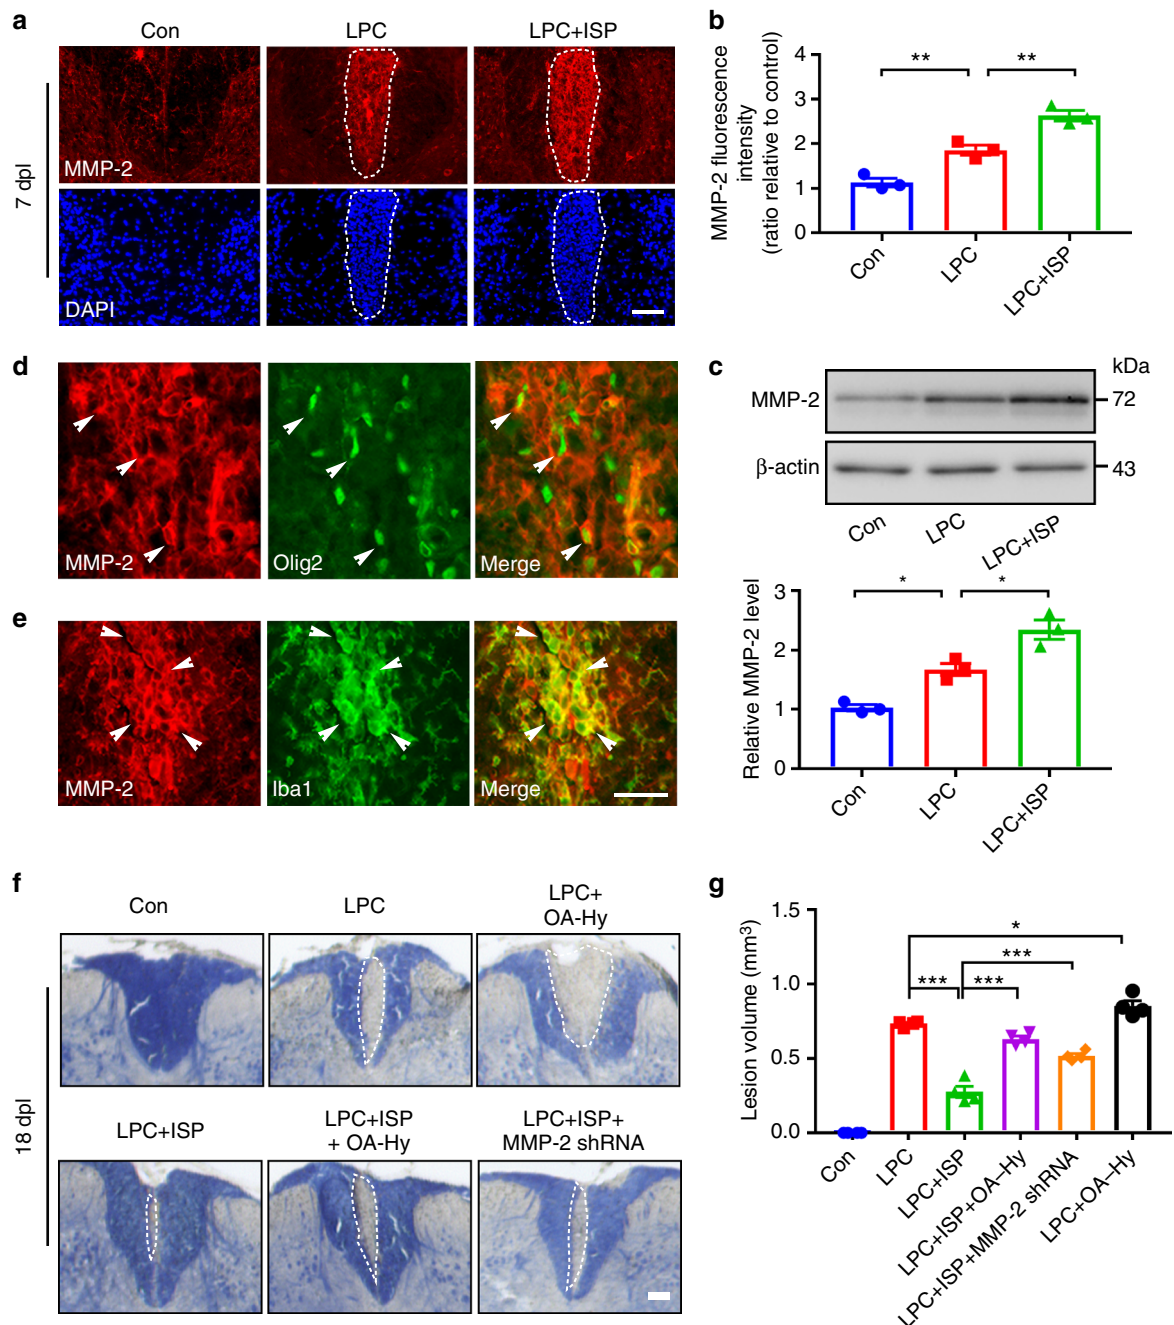 a
Con
LPC
LPC+ISP
7 dpl
MMP-2
DAPI
b
MMP-2 fluorescence
intensity
(ratio relative to control)
4
3
2
1
0
**
**
Con
LPC
LPC+ISP
d
MMP-2
Olig2
Merge
c
kDa
MMP-2
72
β-actin
43
Con
LPC
LPC+ISP
Relative MMP-2 level
3
2
1
0
*
*
Con
LPC
LPC+ISP
e
MMP-2
Iba1
Merge
f
Con
LPC
LPC+
OA-Hy
18 dpl
LPC+ISP
LPC+ISP
+ OA-Hy
LPC+ISP+
MMP-2 shRNA
g
Lesion volume (mm³)
1.5
1.0
0.5
0.0
*
***
***
***
Con
LPC
LPC+ISP
LPC+ISP+OA-Hy
LPC+ISP+MMP-2 shRNA
LPC+OA-Hy